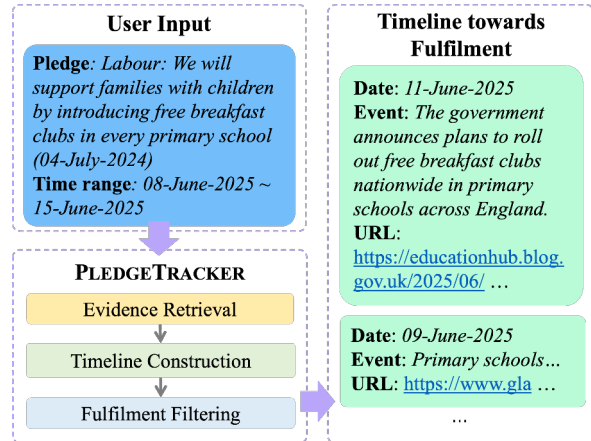 User Input
Pledge: Labour: We will
support families with children
by introducing free breakfast
clubs in every primary school
(04-July-2024)
Time range: 08-June-2025 ~
15-June-2025
PLEDGETRACKER
Evidence Retrieval
Timeline Construction
Fulfilment Filtering
Timeline towards
Fulfilment
Date: 11-June-2025
Event: The government
announces plans to roll
out free breakfast clubs
nationwide in primary
schools across England.
URL:
https://educationhub.blog.
gov.uk/2025/06/ …
Date: 09-June-2025
Event: Primary schools…
URL: https://www.gla …
…